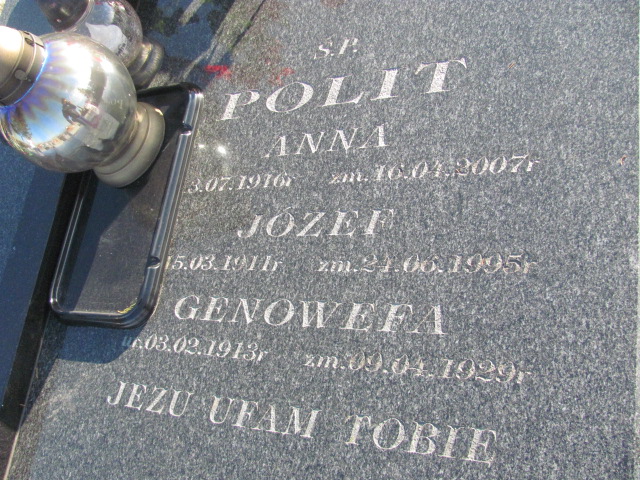 Ś.P.
POLIT
ANNA
3.07.1916r zm. 16.04.2007r
JÓZEF
15.03.1911r zm. 24.06.1995r
GENOWEFA
ur. 03.02.1913r zm. 09.04.1929r
JEZU UFAM TOBIE